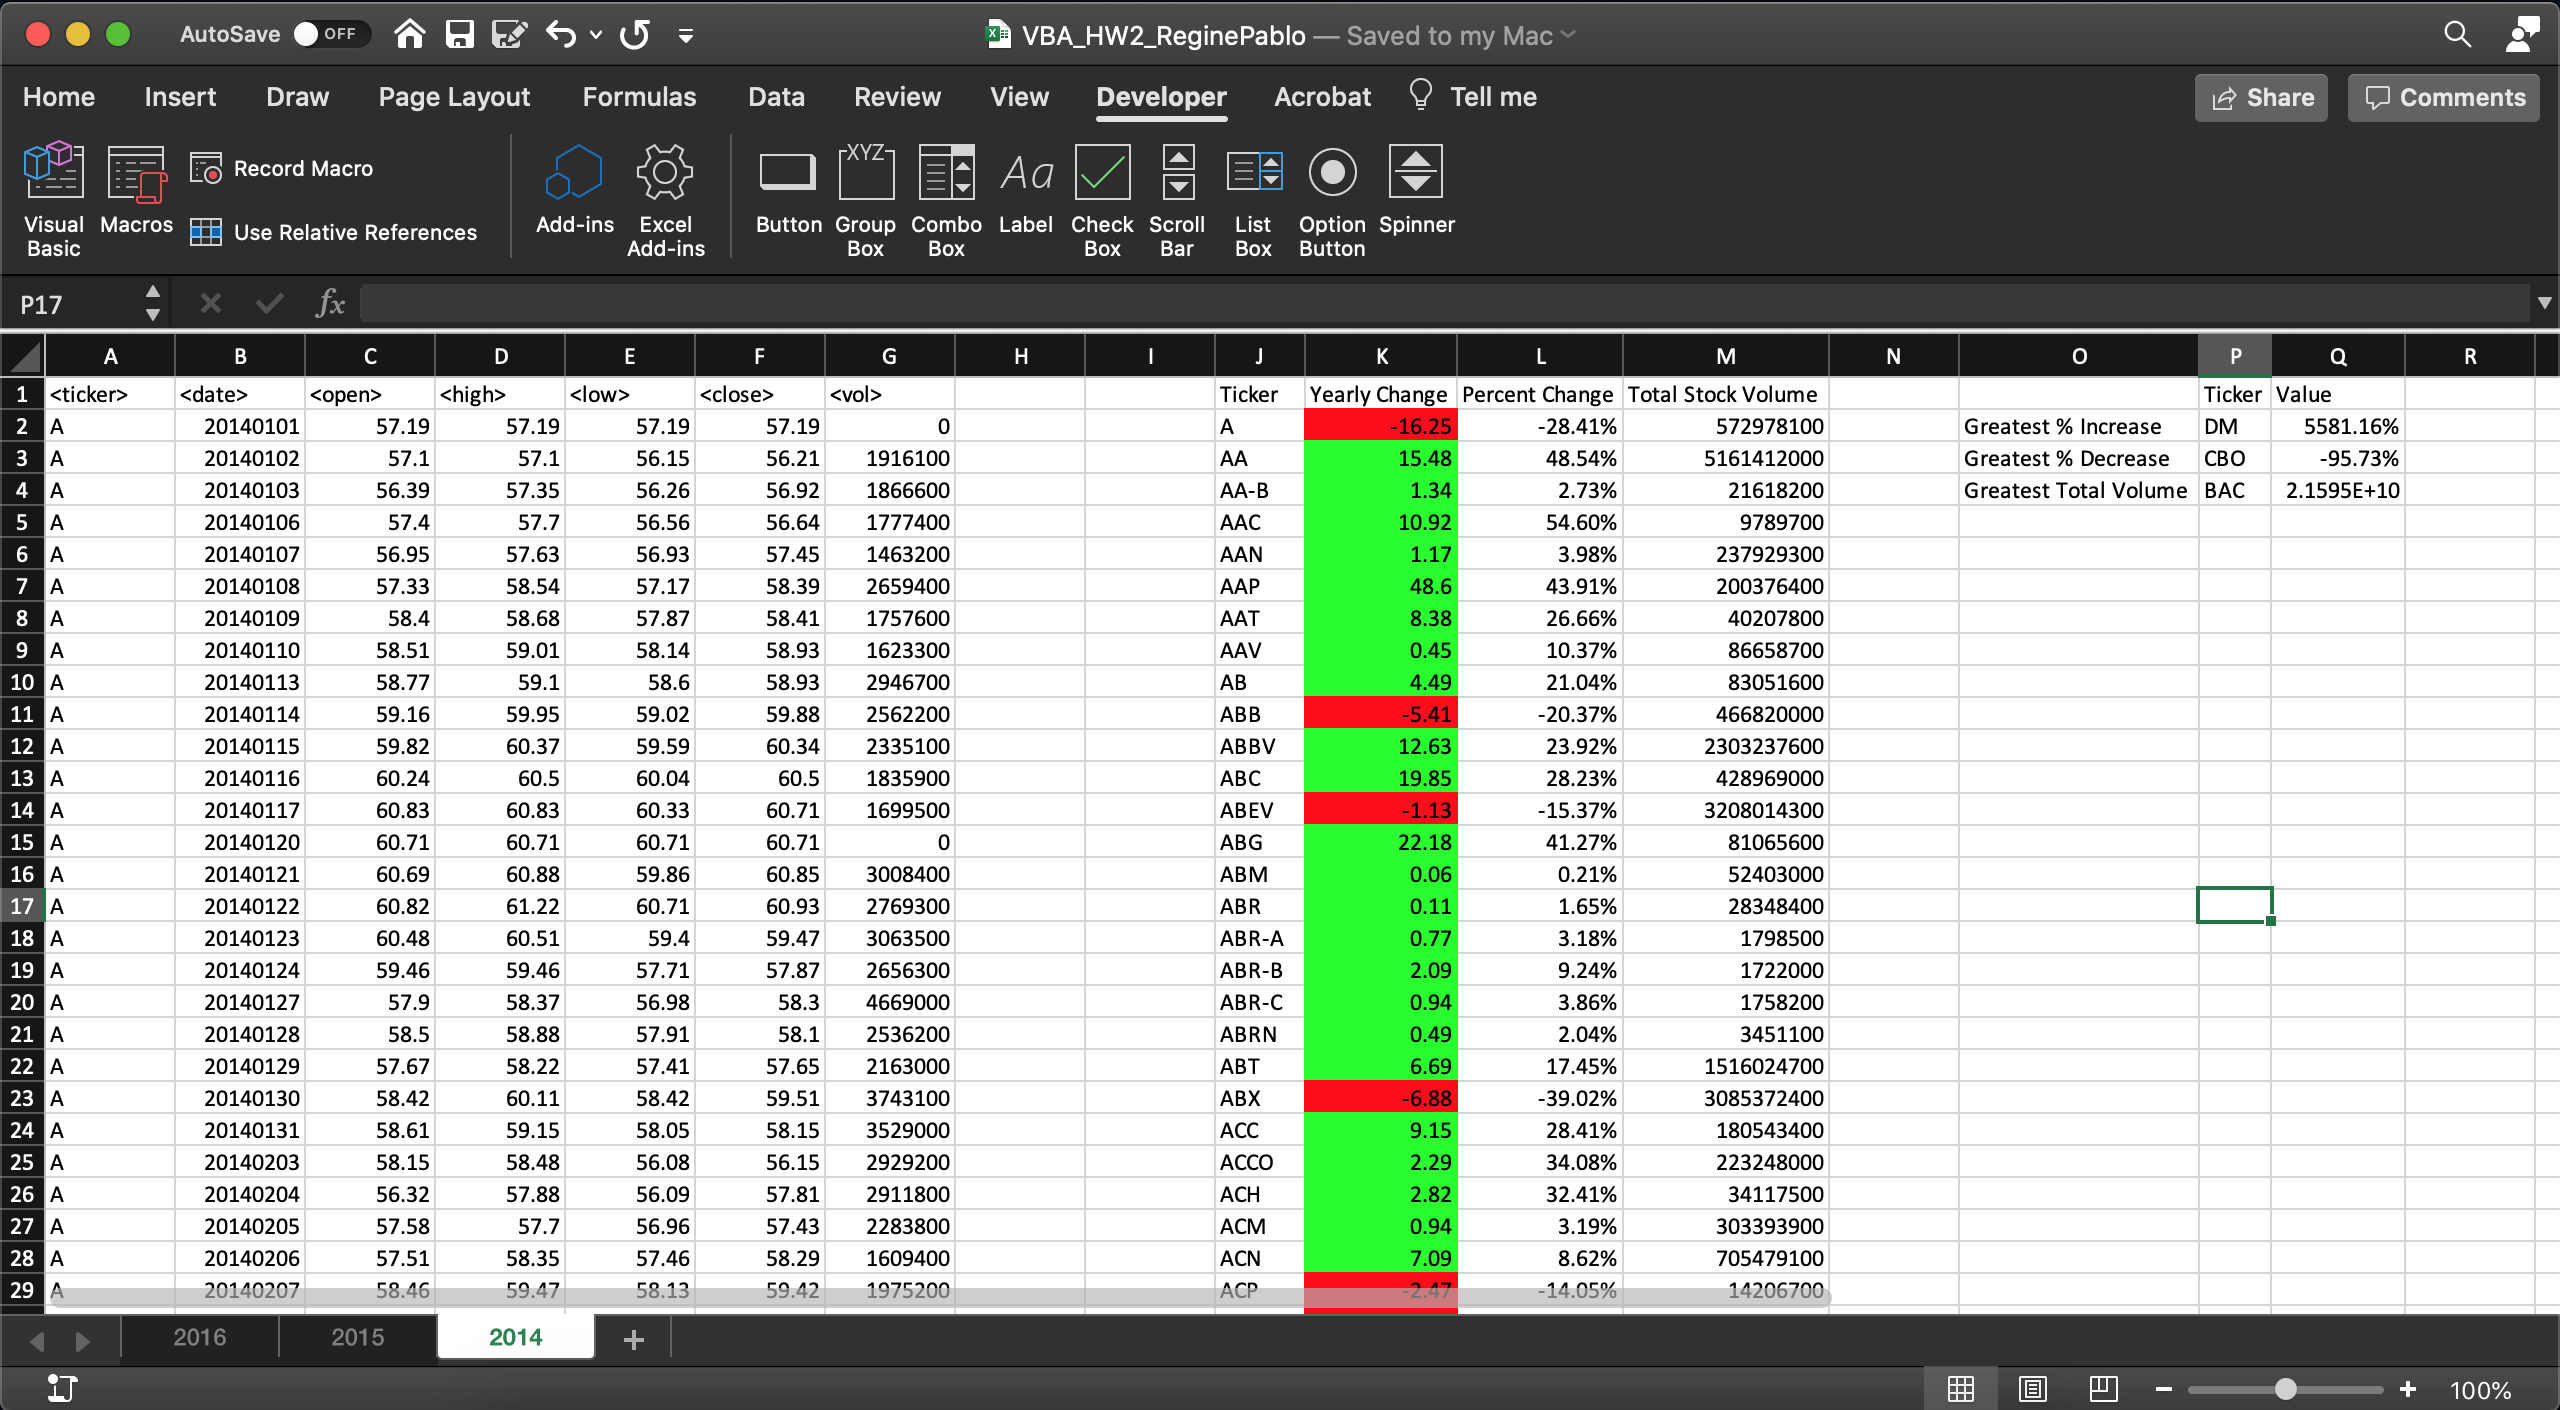 AutoSave OFF VBA_HW2_ReginePablo — Saved to my Mac
Home Insert Draw Page Layout Formulas Data Review View Developer Acrobat Tell me Share Comments
Visual Basic Macros Record Macro Use Relative References Add-ins Excel Add-ins Button Group Box Combo Box Label Check Box Scroll Bar List Box Option Button Spinner
XYZ Aa
P17 fx
A B C D E F G H I J K L M N O P Q R
1 <ticker> <date> <open> <high> <low> <close> <vol> Ticker Yearly Change Percent Change Total Stock Volume Ticker Value
2 A 20140101 57.19 57.19 57.19 57.19 0 A -16.25 -28.41% 572978100 Greatest % Increase DM 5581.16%
3 A 20140102 57.1 57.1 56.15 56.21 1916100 AA 15.48 48.54% 5161412000 Greatest % Decrease CBO -95.73%
4 A 20140103 56.39 57.35 56.26 56.92 1866600 AA-B 1.34 2.73% 21618200 Greatest Total Volume BAC 2.1595E+10
5 A 20140106 57.4 57.7 56.56 56.64 1777400 AAC 10.92 54.60% 9789700
6 A 20140107 56.95 57.63 56.93 57.45 1463200 AAN 1.17 3.98% 237929300
7 A 20140108 57.33 58.54 57.17 58.39 2659400 AAP 48.6 43.91% 200376400
8 A 20140109 58.4 58.68 57.87 58.41 1757600 AAT 8.38 26.66% 40207800
9 A 20140110 58.51 59.01 58.14 58.93 1623300 AAV 0.45 10.37% 86658700
10 A 20140113 58.77 59.1 58.6 58.93 2946700 AB 4.49 21.04% 83051600
11 A 20140114 59.16 59.95 59.02 59.88 2562200 ABB -5.41 -20.37% 466820000
12 A 20140115 59.82 60.37 59.59 60.34 2335100 ABBV 12.63 23.92% 2303237600
13 A 20140116 60.24 60.5 60.04 60.5 1835900 ABC 19.85 28.23% 428969000
14 A 20140117 60.83 60.83 60.33 60.71 1699500 ABEV -1.13 -15.37% 3208014300
15 A 20140120 60.71 60.71 60.71 60.71 0 ABG 22.18 41.27% 81065600
16 A 20140121 60.69 60.88 59.86 60.85 3008400 ABM 0.06 0.21% 52403000
17 A 20140122 60.82 61.22 60.71 60.93 2769300 ABR 0.11 1.65% 28348400
18 A 20140123 60.48 60.51 59.4 59.47 3063500 ABR-A 0.77 3.18% 1798500
19 A 20140124 59.46 59.46 57.71 57.87 2656300 ABR-B 2.09 9.24% 1722000
20 A 20140127 57.9 58.37 56.98 58.3 4669000 ABR-C 0.94 3.86% 1758200
21 A 20140128 58.5 58.88 57.91 58.1 2536200 ABRN 0.49 2.04% 3451100
22 A 20140129 57.67 58.22 57.41 57.65 2163000 ABT 6.69 17.45% 1516024700
23 A 20140130 58.42 60.11 58.42 59.51 3743100 ABX -6.88 -39.02% 3085372400
24 A 20140131 58.61 59.15 58.05 58.15 3529000 ACC 9.15 28.41% 180543400
25 A 20140203 58.15 58.48 56.08 56.15 2929200 ACCO 2.29 34.08% 223248000
26 A 20140204 56.32 57.88 56.09 57.81 2911800 ACH 2.82 32.41% 34117500
27 A 20140205 57.58 57.7 56.96 57.43 2283800 ACM 0.94 3.19% 303393900
28 A 20140206 57.51 58.35 57.46 58.29 1609400 ACN 7.09 8.62% 705479100
29 A 20140207 58.46 59.47 58.13 59.42 1975200 ACP -2.47 -14.05% 14206700
2016 2015 2014 +
100%